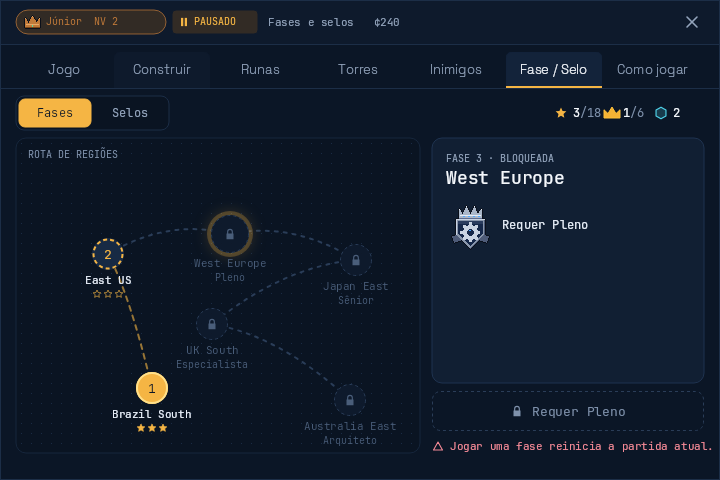 Júnior NV 2
PAUSADO
Fases e selos $240
Jogo Construir Runas Torres Inimigos Fase / Selo Como jogar
Fases Selos
3/18 1/6 2
ROTA DE REGIÕES
2
East US
West Europe
Pleno
Japan East
Sênior
UK South
Especialista
1
Brazil South
Australia East
Arquiteto
FASE 3 · BLOQUEADA
West Europe
Requer Pleno
Requer Pleno
Jogar uma fase reinicia a partida atual.